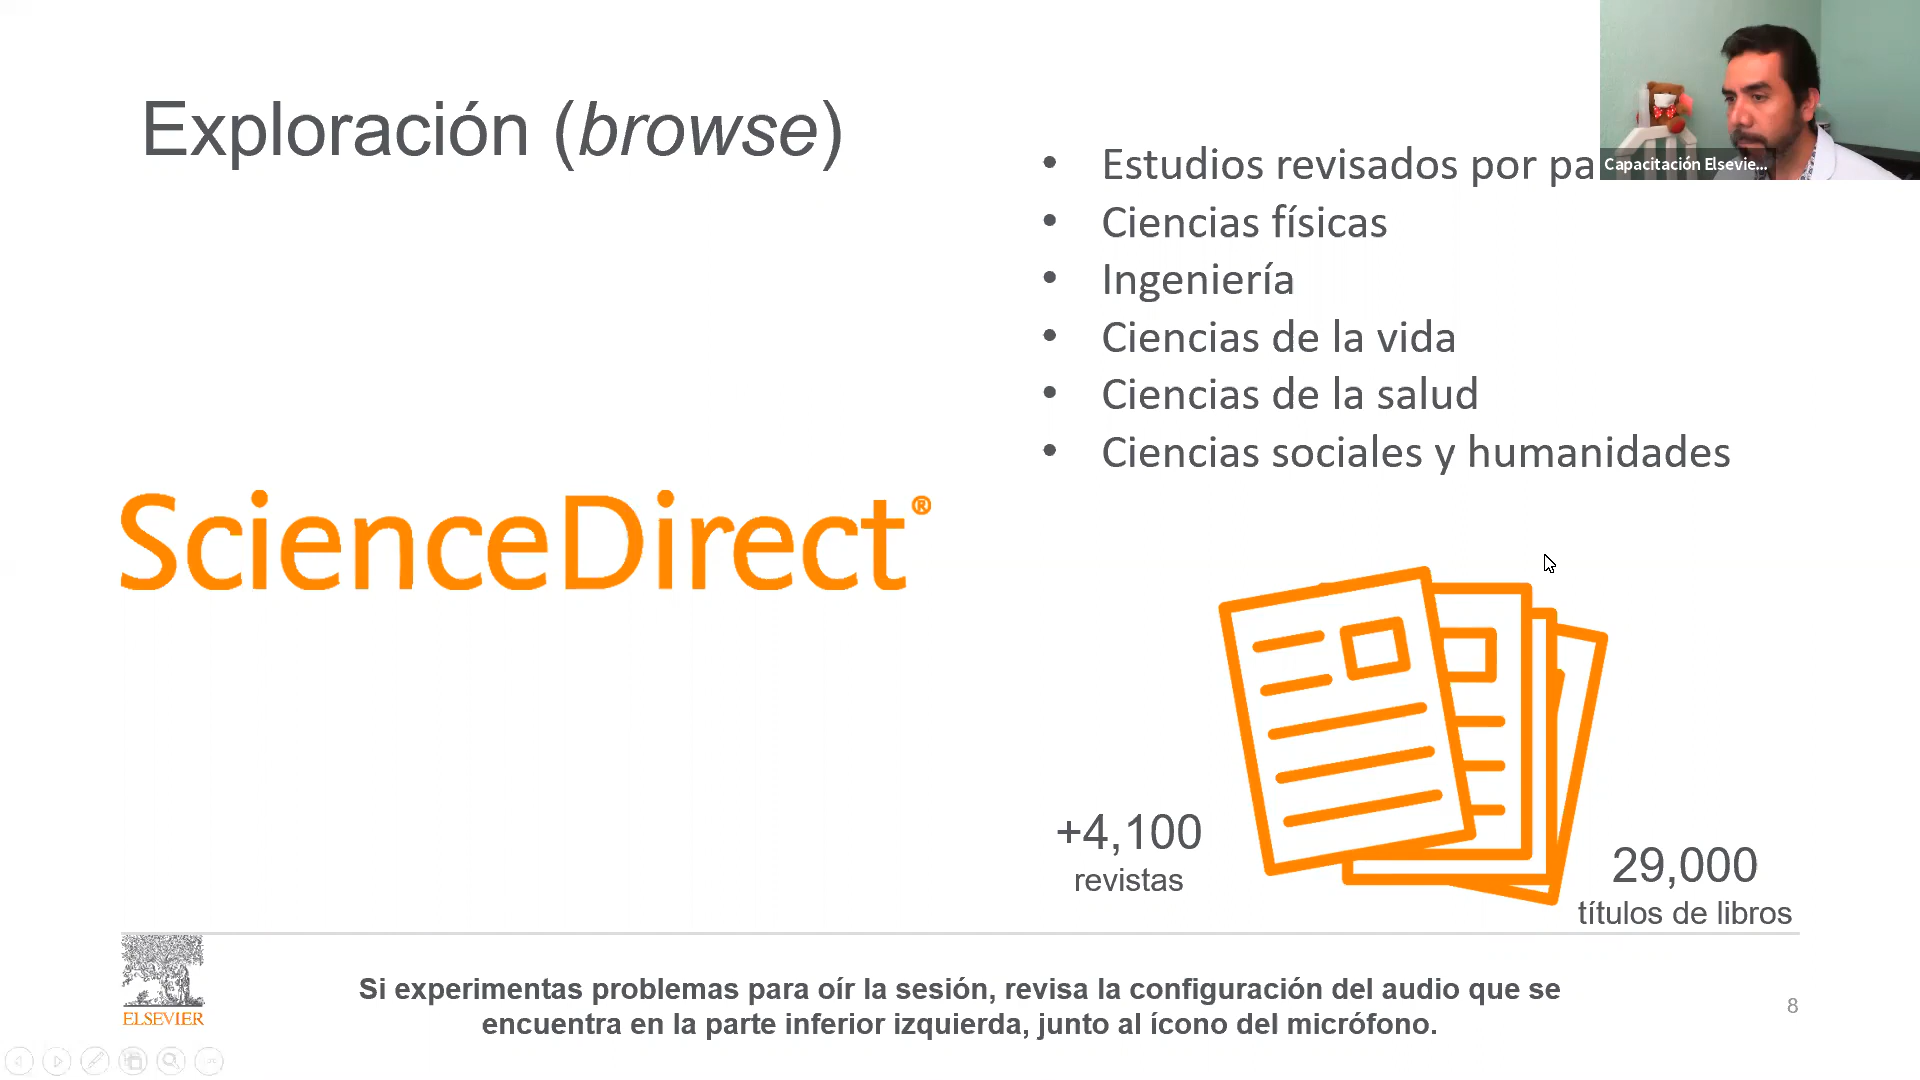 Exploración (browse)
• Estudios revisados por pa
Capacitación Elsevie...
• Ciencias físicas
• Ingeniería
• Ciencias de la vida
• Ciencias de la salud
• Ciencias sociales y humanidades
ScienceDirect®
+4,100
revistas
29,000
títulos de libros
ELSEVIER
Si experimentas problemas para oír la sesión, revisa la configuración del audio que se
encuentra en la parte inferior izquierda, junto al ícono del micrófono.
8